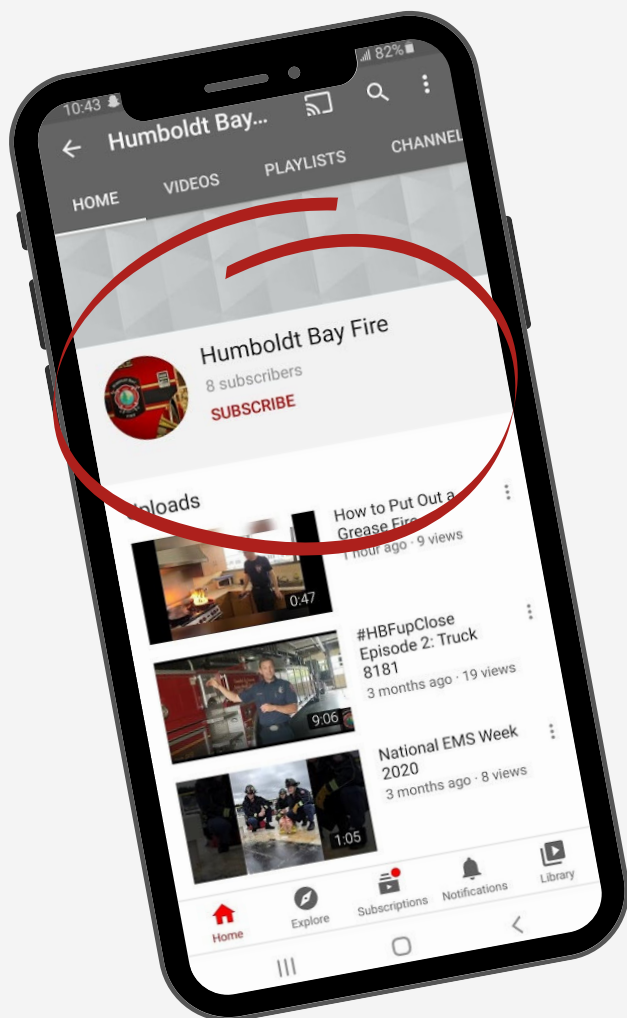 10:43
82%
Humboldt Bay...
HOME
VIDEOS
PLAYLISTS
CHANNEL
Humboldt Bay Fire
8 subscribers
SUBSCRIBE
Uploads
How to Put Out a
Grease Fire
1 hour ago · 9 views
0:47
#HBFupClose
Episode 2: Truck
8181
3 months ago · 19 views
9:06
National EMS Week
2020
3 months ago · 8 views
1:05
Home
Explore
Subscriptions
Notifications
Library